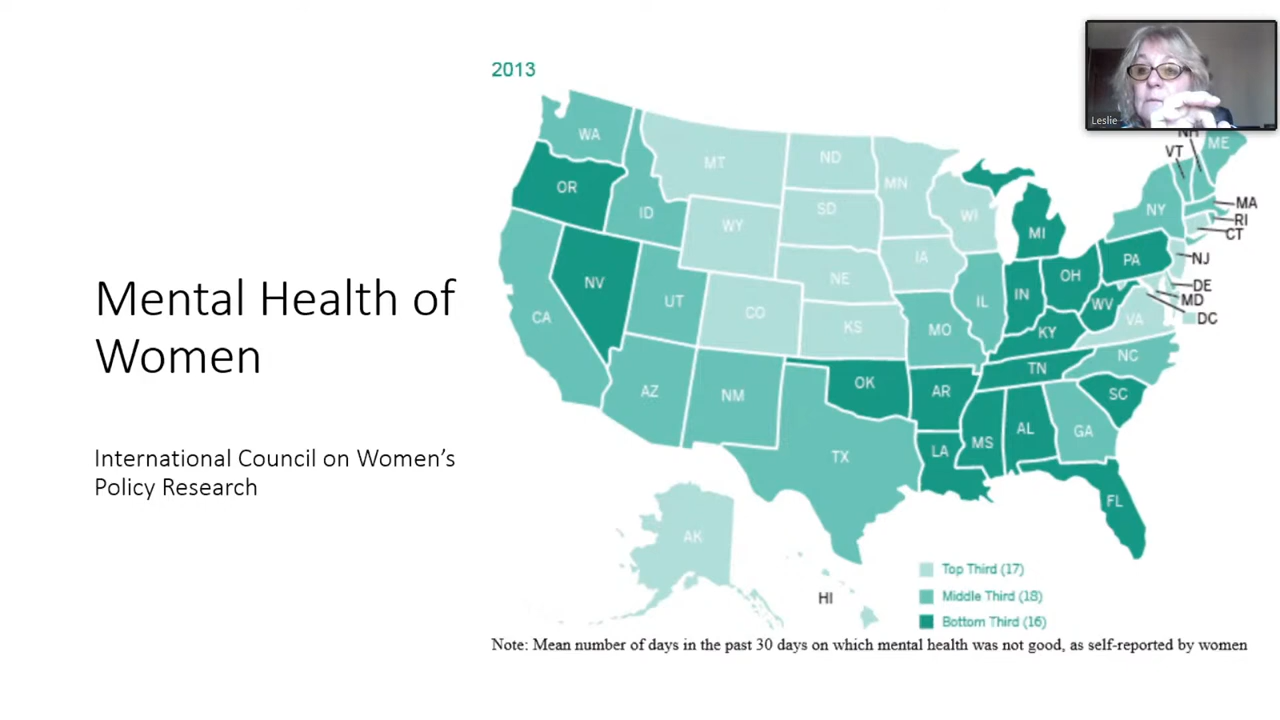 Mental Health of
Women
International Council on Women's
Policy Research
2013
Leslie
WA
MT
ND
MN
NH
ME
VT
OR
ID
SD
WI
NY
MA
RI
CT
WY
MI
IA
PA
NJ
NV
UT
NE
IL
IN
OH
DE
MD
WV
DC
CA
CO
KS
MO
KY
VA
NC
TN
AZ
NM
OK
AR
SC
TX
LA
MS
AL
GA
FL
AK
HI
Top Third (17)
Middle Third (18)
Bottom Third (16)
Note: Mean number of days in the past 30 days on which mental health was not good, as self-reported by women